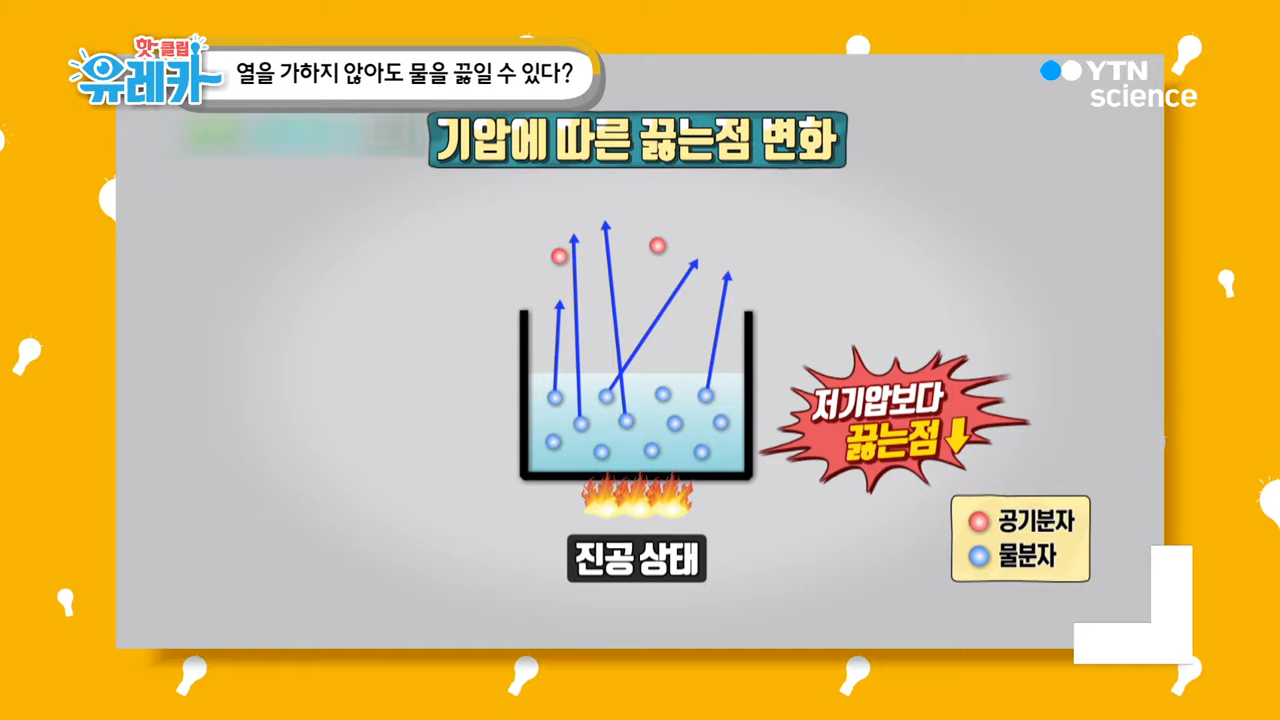 핫클립
유레카
열을 가하지 않아도 물을 끓일 수 있다?
YTN
science
기압에 따른 끓는점 변화
저기압보다
끓는점
진공 상태
공기분자
물분자